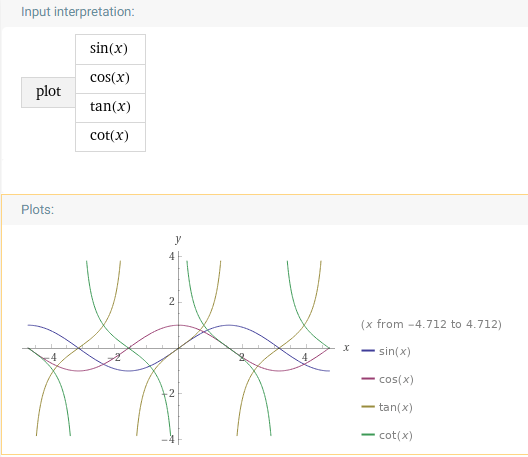 Input interpretation:
plot
sin(x)
cos(x)
tan(x)
cot(x)
Plots:
y
4
2
−4
−2
2
4
x
−2
−4
(x from −4.712 to 4.712)
sin(x)
cos(x)
tan(x)
cot(x)